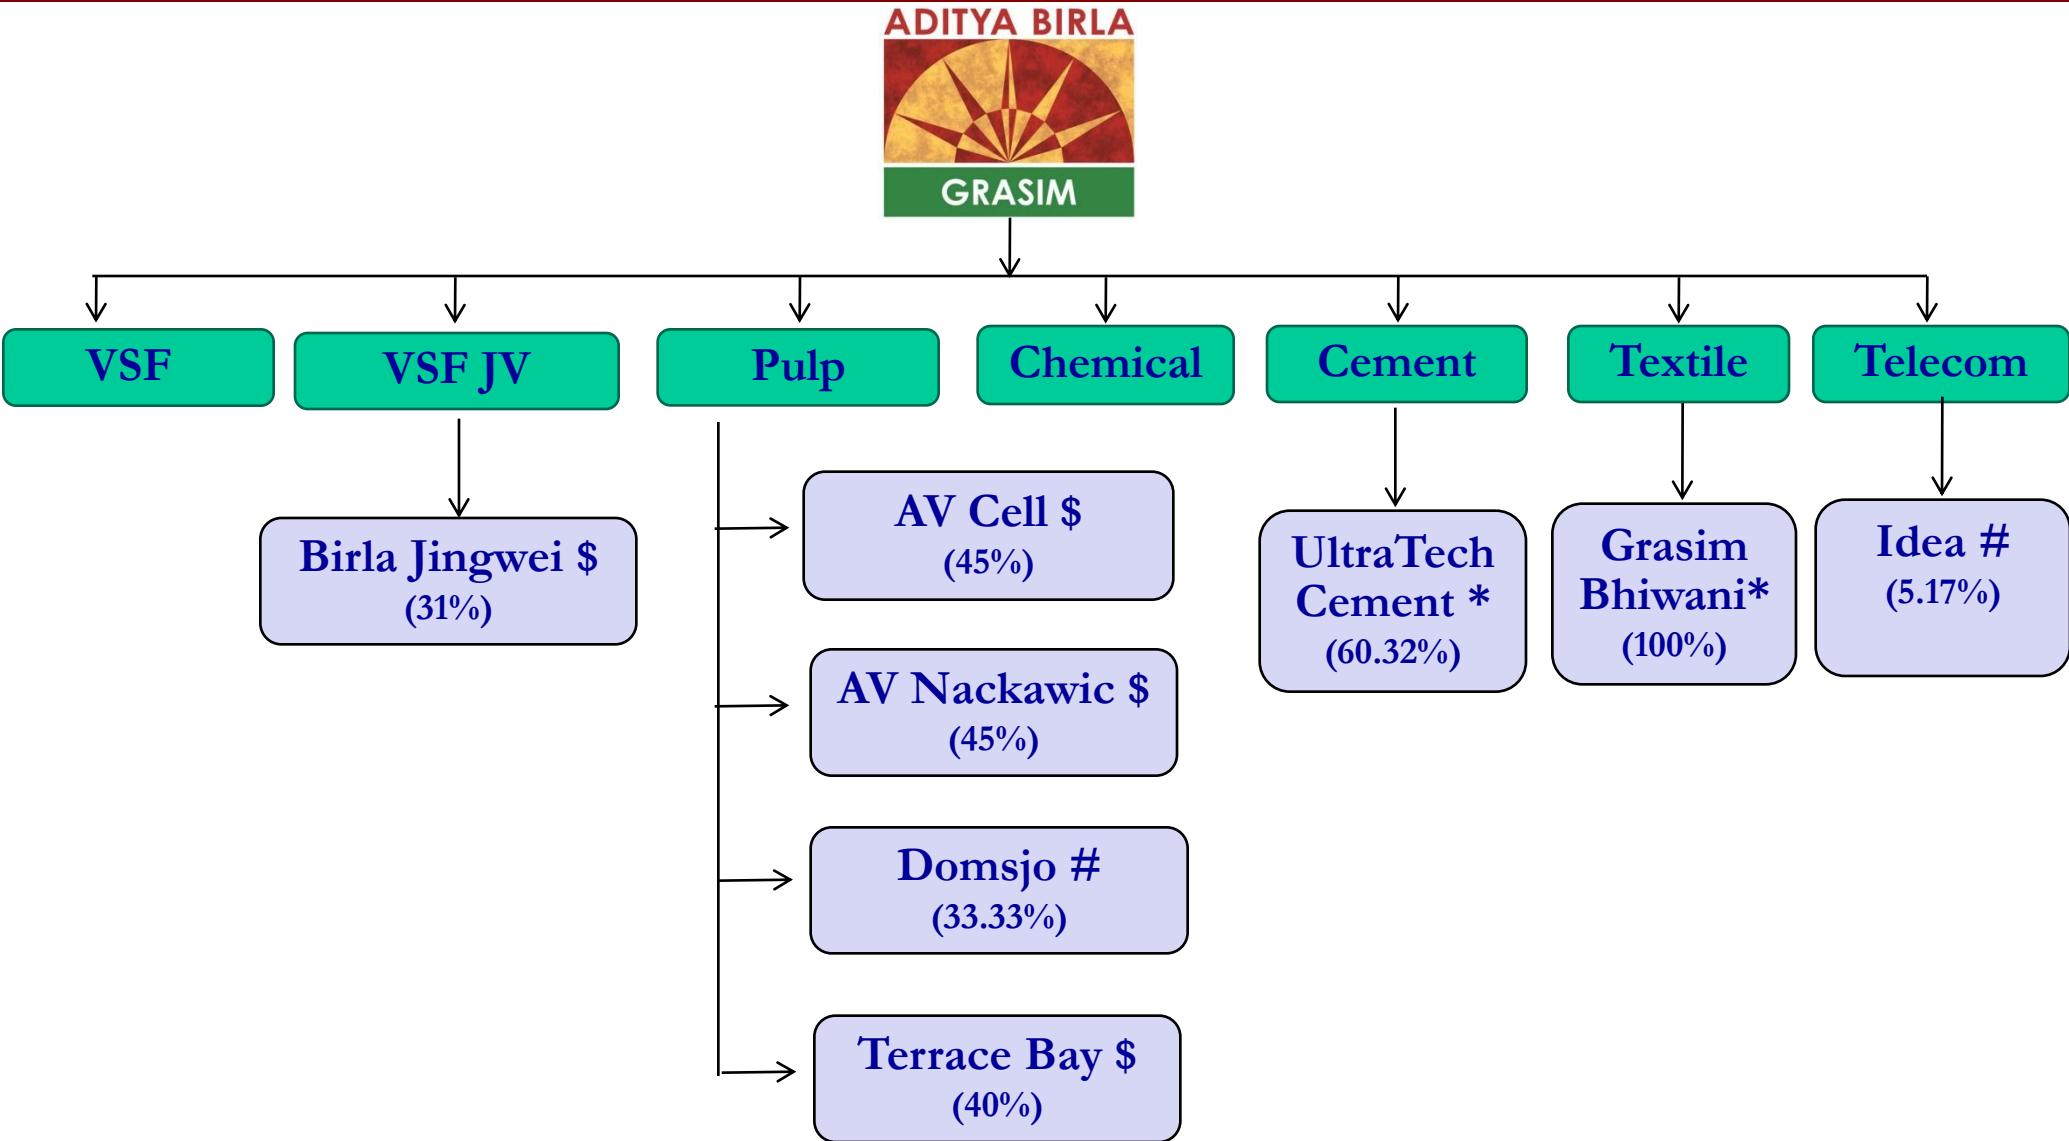 ADITYA BIRLA
GRASIM
VSF
VSF JV
Pulp
Chemical
Cement
Textile
Telecom
Birla Jingwei $
(31%)
AV Cell $
(45%)
AV Nackawic $
(45%)
Domsjo #
(33.33%)
Terrace Bay $
(40%)
UltraTech
Cement *
(60.32%)
Grasim
Bhiwani*
(100%)
Idea #
(5.17%)